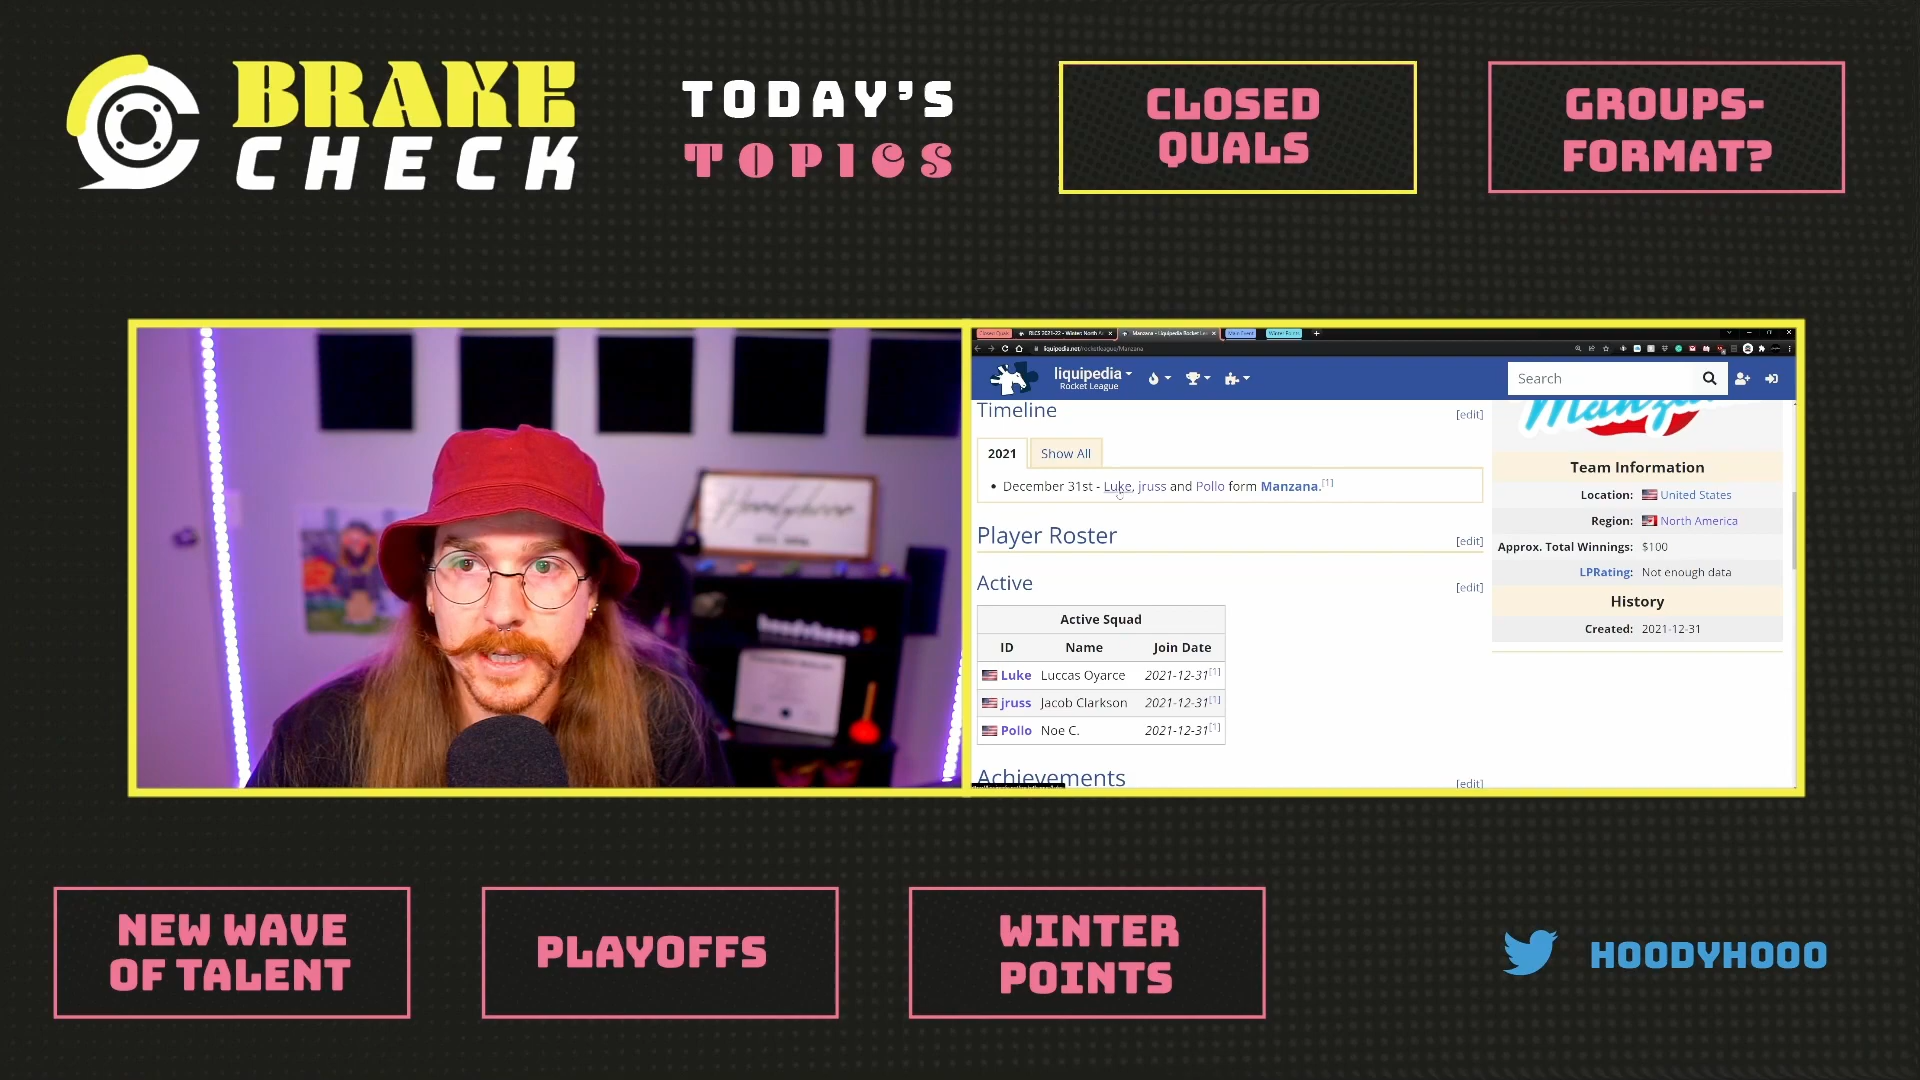 BRAKE
CHECK
TODAY'S
TOPICS
CLOSED
QUALS
GROUPS-
FORMAT?
liquipedia.net/rocketleague/Manzana
liquipedia
Rocket League
Search
Timeline
[edit]
2021
Show All
• December 31st - Luke, jruss and Pollo form Manzana.[1]
Player Roster
[edit]
Active
[edit]
Active Squad
ID Name Join Date
Luke Luccas Oyarce 2021-12-31[1]
jruss Jacob Clarkson 2021-12-31[1]
Pollo Noe C. 2021-12-31[1]
Achievements
[edit]
Team Information
Location: United States
Region: North America
Approx. Total Winnings: $100
LPRating: Not enough data
History
Created: 2021-12-31
NEW WAVE
OF TALENT
PLAYOFFS
WINTER
POINTS
HOODYHOOO